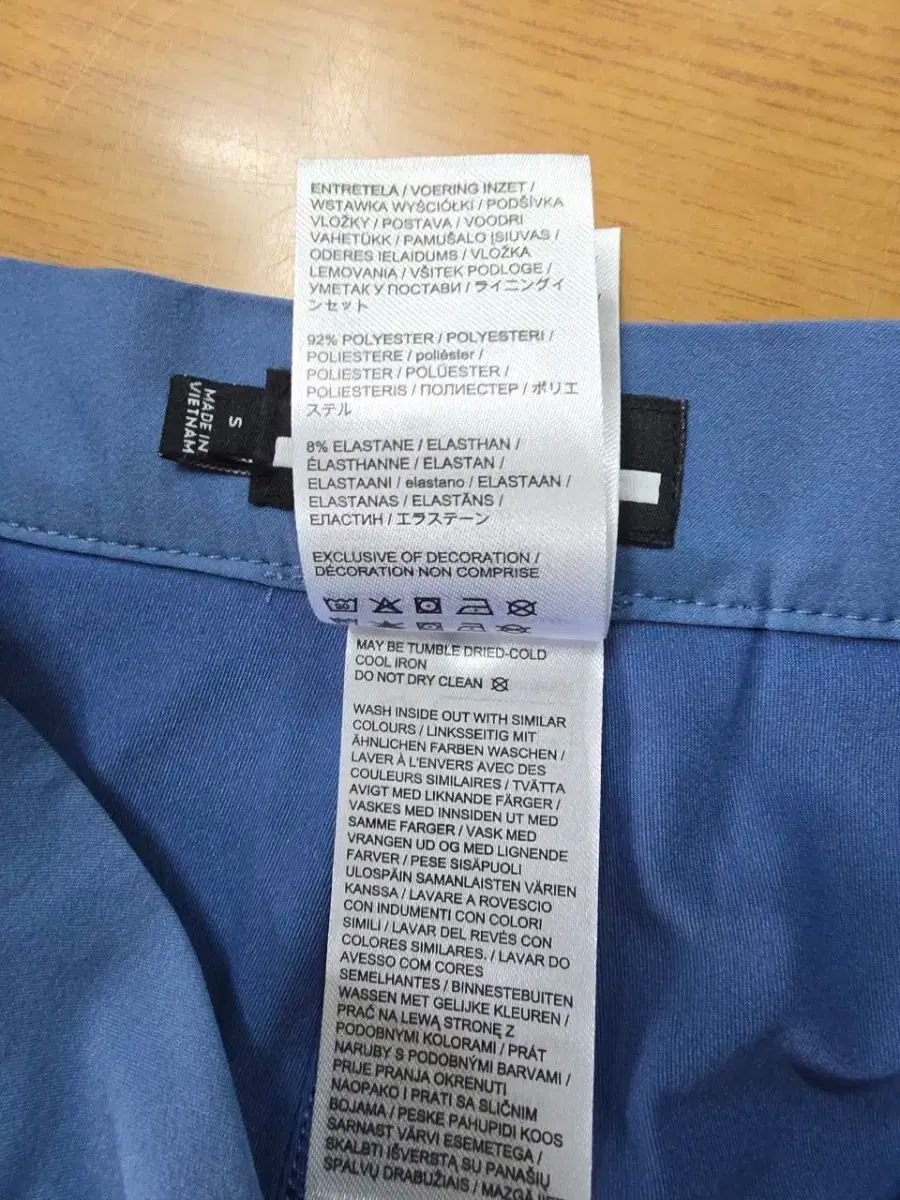 ENTRETELA / VOERING INZET /
WSTAWKA WYŚCIÓŁKI / PODŠÍVKA
VLOŽKY / POSTAVA / VOODRI
VAHETÜKK / PAMUŠALO ĮSIUVAS /
ODERES IELAIDUMS / VLOŽKA
LEMOVANIA / VŠITEK PODLOGE /
УМЕТАК У ПОСТАВИ / ライニングイ
ンセット
92% POLYESTER / POLYESTERI /
POLIESTERE / poliéster /
POLIESTER / POLÜESTER /
POLIESTERIS / ПОЛИЕСТЕР / ポリエ
ステル
8% ELASTANE / ELASTHAN /
ÉLASTHANNE / ELASTAN /
ELASTAANI / elastano / ELASTAAN /
ELASTANAS / ELASTĀNS /
ЕЛАСТИН / エラステーン
EXCLUSIVE OF DECORATION /
DÉCORATION NON COMPRISE
30
MADE IN
VIETNAM
S
MAY BE TUMBLE DRIED-COLD
COOL IRON
DO NOT DRY CLEAN
WASH INSIDE OUT WITH SIMILAR
COLOURS / LINKSSEITIG MIT
ÄHNLICHEN FARBEN WASCHEN /
LAVER À L'ENVERS AVEC DES
COULEURS SIMILAIRES / TVÄTTA
AVIGT MED LIKNANDE FÄRGER /
VASKES MED INNSIDEN UT MED
SAMME FARGER / VASK MED
VRANGEN UD OG MED LIGNENDE
FARVER / PESE SISÄPUOLI
ULOSPÄIN SAMANLAISTEN VÄRIEN
KANSSA / LAVARE A ROVESCIO
CON INDUMENTI CON COLORI
SIMILI / LAVAR DEL REVÉS CON
COLORES SIMILARES. / LAVAR DO
AVESSO COM CORES
SEMELHANTES / BINNESTEBUITEN
WASSEN MET GELIJKE KLEUREN /
PRAĆ NA LEWĄ STRONĘ Z
PODOBNYMI KOLORAMI / PRÁT
NARUBY S PODOBNÝMI BARVAMI /
PRIJE PRANJA OKRENUTI
NAOPAKO I PRATI SA SLIČNIM
BOJAMA / PESKE PAHUPIDI KOOS
SARNAST VÄRVI ESEMETEGA /
SKALBTI IŠVERSTĄ SU PANAŠIŲ
SPALVŲ DRABUŽIAIS / MAZGĀT